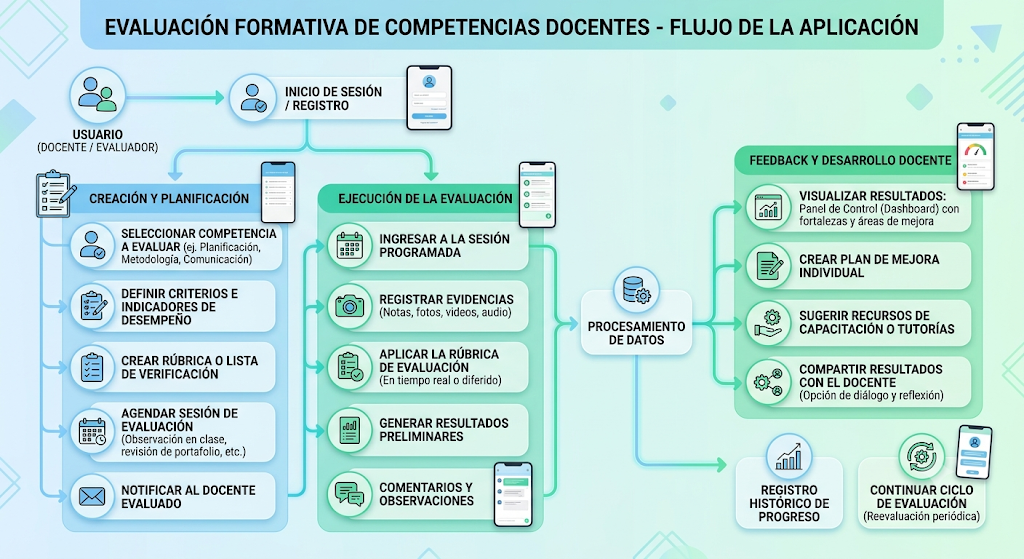 EVALUACIÓN FORMATIVA DE COMPETENCIAS DOCENTES - FLUJO DE LA APLICACIÓN
USUARIO
(DOCENTE / EVALUADOR)
INICIO DE SESIÓN
/ REGISTRO
CREACIÓN Y PLANIFICACIÓN
SELECCIONAR COMPETENCIA
A EVALUAR (ej. Planificación,
Metodología, Comunicación)
DEFINIR CRITERIOS E
INDICADORES DE
DESEMPEÑO
CREAR RÚBRICA O LISTA
DE VERIFICACIÓN
AGENDAR SESIÓN DE
EVALUACIÓN
(Observación en clase,
revisión de portafolio, etc.)
NOTIFICAR AL DOCENTE
EVALUADO
EJECUCIÓN DE LA EVALUACIÓN
INGRESAR A LA SESIÓN
PROGRAMADA
REGISTRAR EVIDENCIAS
(Notas, fotos, videos, audio)
APLICAR LA RÚBRICA
DE EVALUACIÓN
(En tiempo real o diferido)
GENERAR RESULTADOS
PRELIMINARES
COMENTARIOS Y
OBSERVACIONES
PROCESAMIENTO
DE DATOS
FEEDBACK Y DESARROLLO DOCENTE
VISUALIZAR RESULTADOS:
Panel de Control (Dashboard) con
fortalezas y áreas de mejora
CREAR PLAN DE MEJORA
INDIVIDUAL
SUGERIR RECURSOS DE
CAPACITACIÓN O TUTORÍAS
COMPARTIR RESULTADOS
CON EL DOCENTE
(Opción de diálogo y reflexión)
REGISTRO
HISTÓRICO DE
PROGRESO
CONTINUAR CICLO
DE EVALUACIÓN
(Reevaluación periódica)